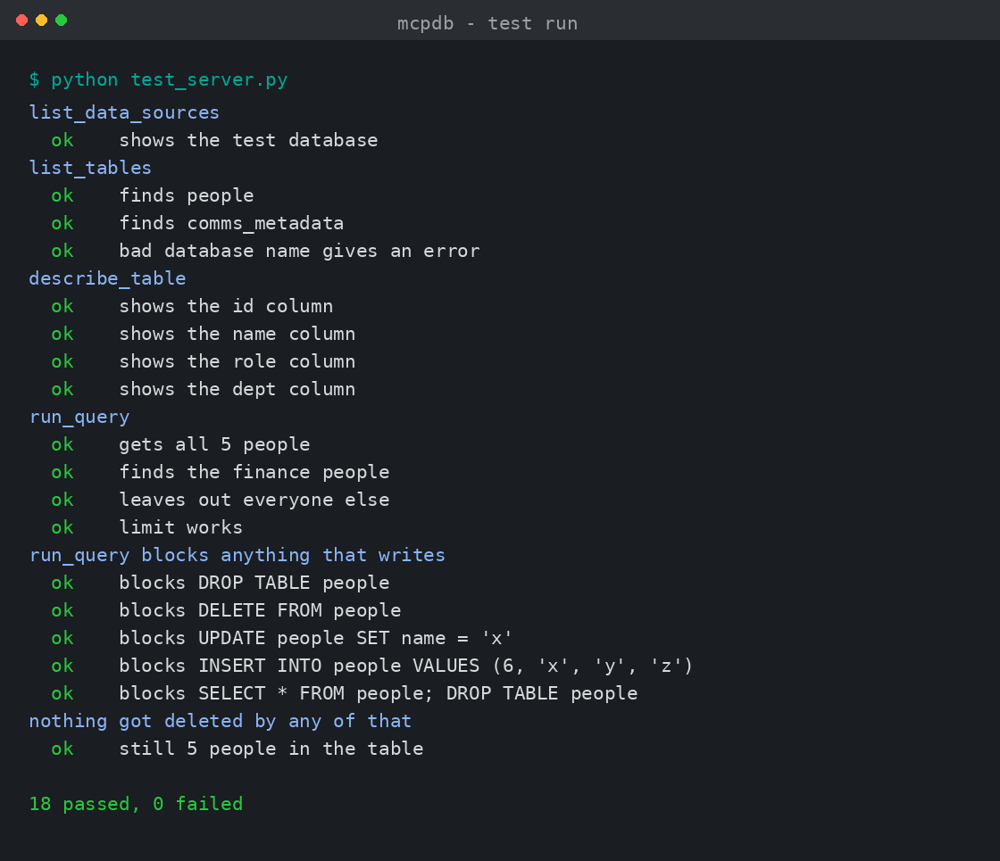 mcpdb - test run
$ python test_server.py
list_data_sources
ok shows the test database
list_tables
ok finds people
ok finds comms_metadata
ok bad database name gives an error
describe_table
ok shows the id column
ok shows the name column
ok shows the role column
ok shows the dept column
run_query
ok gets all 5 people
ok finds the finance people
ok leaves out everyone else
ok limit works
run_query blocks anything that writes
ok blocks DROP TABLE people
ok blocks DELETE FROM people
ok blocks UPDATE people SET name = 'x'
ok blocks INSERT INTO people VALUES (6, 'x', 'y', 'z')
ok blocks SELECT * FROM people; DROP TABLE people
nothing got deleted by any of that
ok still 5 people in the table
18 passed, 0 failed